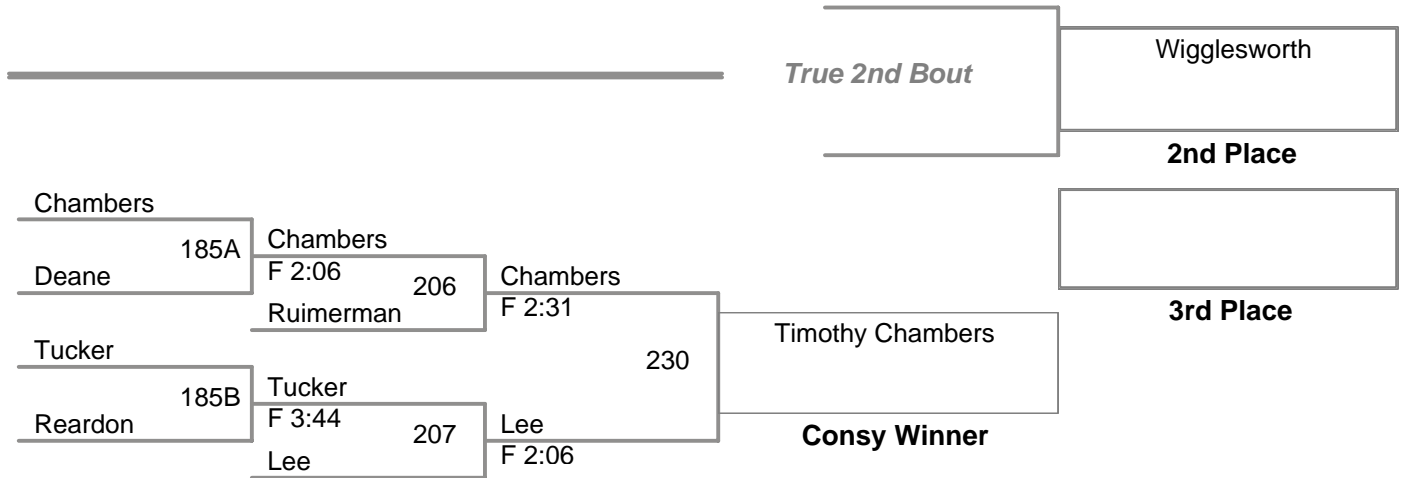 Wigglesworth
True 2nd Bout
2nd Place
Chambers
185A
Deane
Chambers
F 2:06
206
Ruimerman
Chambers
F 2:31
3rd Place
Tucker
185B
Reardon
Tucker
F 3:44
207
Lee
Lee
F 2:06
230
Timothy Chambers
Consy Winner